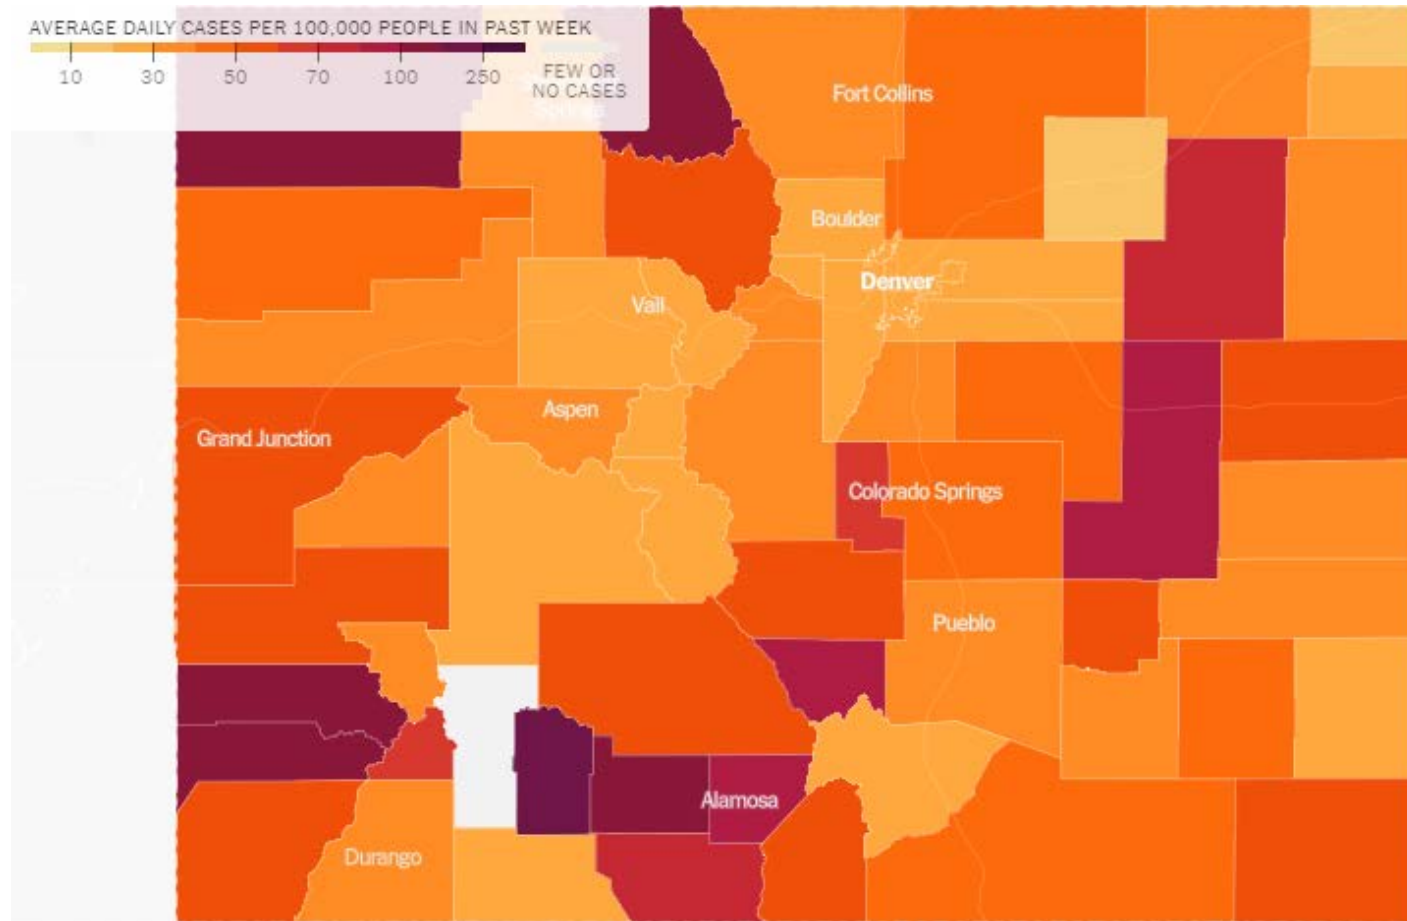 AVERAGE DAILY CASES PER 100,000 PEOPLE IN PAST WEEK
10 30 50 70 100 250 FEW OR
NO CASES
Fort Collins
Boulder
Denver
Vail
Aspen
Grand Junction
Colorado Springs
Pueblo
Alamosa
Durango